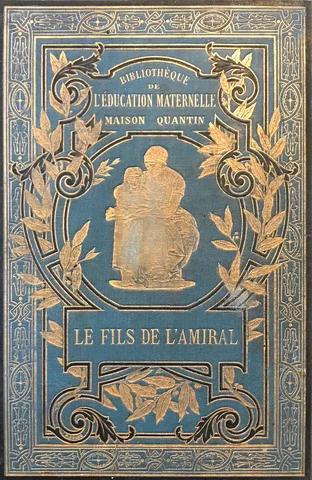 BIBLIOTHÈQUE
DE
L'ÉDUCATION MATERNELLE
MAISON QUANTIN
LE FILS DE L'AMIRAL